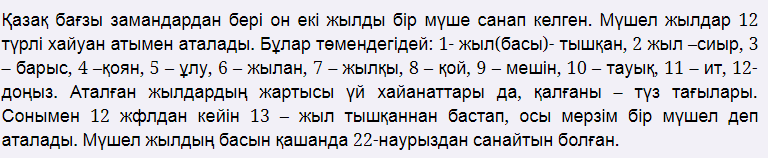 Қазақ бағзы замандардан бері он екі жылды бір мүше санап келген. Мүшел жылдар 12
түрлі хайуан атымен аталады. Бұлар төмендегідей: 1- жыл(басы)- тышқан, 2 жыл –сиыр, 3
– барыс, 4 –қоян, 5 – ұлу, 6 – жылан, 7 – жылқы, 8 – қой, 9 – мешін, 10 – тауық, 11 – ит, 12-
доңыз. Аталған жылдардың жартысы үй хайанаттары да, қалғаны – түз тағылары.
Сонымен 12 жфлдан кейін 13 – жыл тышқаннан бастап, осы мерзім бір мүшел деп
аталады. Мүшел жылдың басын қашанда 22-наурыздан санайтын болған.